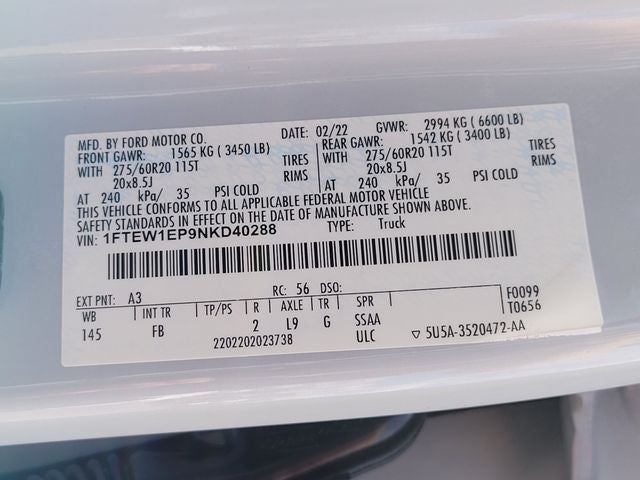 MFD. BY FORD MOTOR CO.
DATE: 02/22 GVWR: 2994 KG ( 6600 LB)
FRONT GAWR: 1565 KG ( 3450 LB)
REAR GAWR: 1542 KG ( 3400 LB)
WITH 275/60R20 115T TIRES
WITH 275/60R20 115T TIRES
20x8.5J RIMS
20x8.5J RIMS
AT 240 kPa/ 35 PSI COLD
AT 240 kPa/ 35 PSI COLD
THIS VEHICLE CONFORMS TO ALL APPLICABLE FEDERAL MOTOR VEHICLE
SAFETY STANDARDS IN EFFECT ON THE DATE OF MANUFACTURE SHOWN ABOVE.
VIN: 1FTEW1EP9NKD40288 TYPE: Truck
EXT PNT: A3 RC: 56 DSO:
WB INT TR TP/PS R AXLE TR SPR F0099
T0656
145 FB 2 L9 G SSAA
2202202023738 ULC 5U5A-3520472-AA